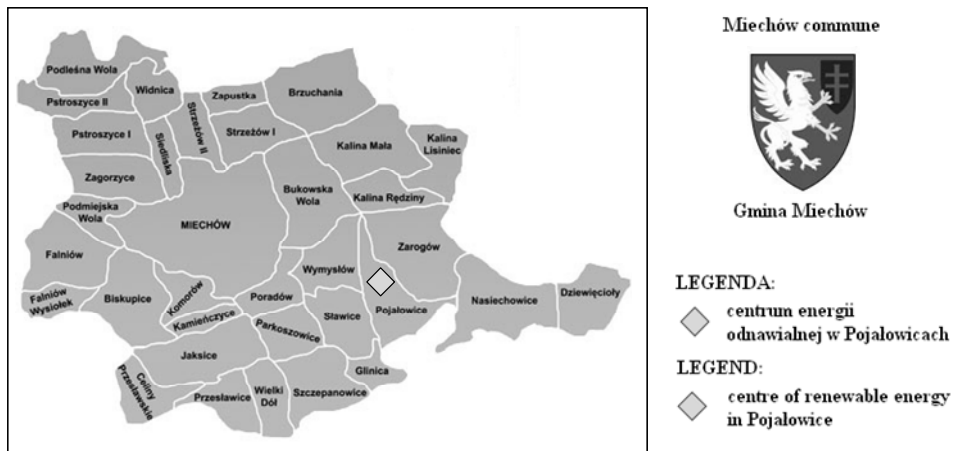 Podleśna Wola
Pstroszyce II
Widnica
Strzeżów II
Zapustka
Brzuchania
Pstroszyce I
Siedliska
Strzeżów I
Kalina Mała
Kalina
Lisiniec
Zagorzyce
Podmiejska
Wola
MIECHÓW
Bukowska
Wola
Kalina Rędziny
Falniów
Zarogów
Wymysłów
Falniów
Wysiołek
Biskupice
Komorów
Kamieńczyce
Poradów
Parkoszowice
Sławice
Pojałowice
Nasiechowice
Dziewięcioły
Jaksice
Glinica
Celiny
Przesławskie
Przesławice
Wielki
Dół
Szczepanowice
Miechów commune
Gmina Miechów
LEGENDA:
centrum energii
odnawialnej w Pojałowicach
LEGEND:
centre of renewable energy
in Pojałowice